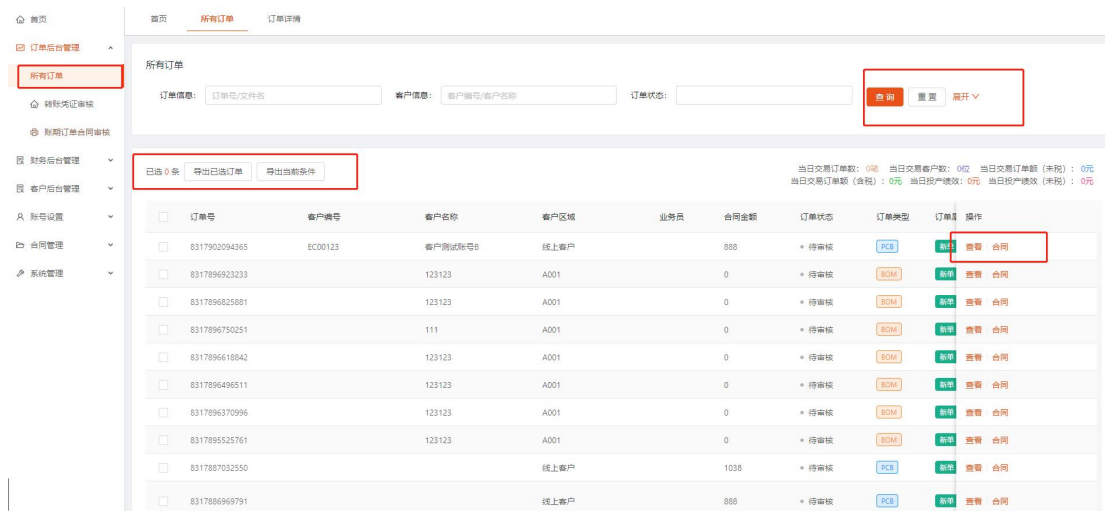 首页
订单后台管理
所有订单
转账凭证审核
账期订单合同审核
财务后台管理
客户后台管理
账号设置
合同管理
系统管理
首页 所有订单 订单详情
所有订单
订单信息： 订单号/文件名 客户信息： 客户编号/客户名称 订单状态： 查询 重置 展开
已选 0 条 导出已选订单 导出当前条件
当日交易订单数： 0笔 当日交易客户数： 0位 当日交易订单额（未税）： 0元
当日交易订单额（含税）： 0元 当日投产绩效： 0元 当日投产绩效（未税）： 0元
订单号 客户编号 客户名称 客户区域 业务员 合同金额 订单状态 订单类型 订单 操作
8317902094365 EC00123 客户测试账号B 线上客户 888 待审核 PCB 新单 查看 合同
8317896923233 123123 A001 0 待审核 BOM 新单 查看 合同
8317896825881 123123 A001 0 待审核 BOM 新单 查看 合同
8317896750251 111 A001 0 待审核 BOM 新单 查看 合同
8317896618842 123123 A001 0 待审核 BOM 新单 查看 合同
8317896496511 123123 A001 0 待审核 BOM 新单 查看 合同
8317896370996 123123 A001 0 待审核 BOM 新单 查看 合同
8317895525761 123123 A001 0 待审核 BOM 新单 查看 合同
8317887032550 线上客户 1038 待审核 PCB 新单 查看 合同
8317886969791 线上客户 888 待审核 PCB 新单 查看 合同